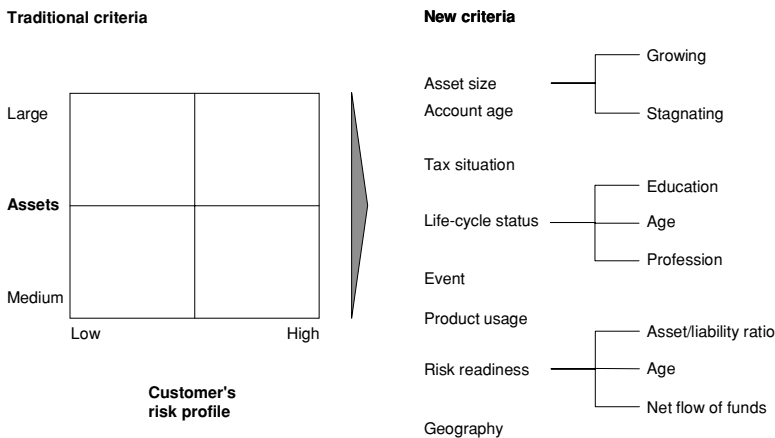 Traditional criteria
Large
Assets
Medium
Low
High
Customer's
risk profile
New criteria
Asset size
Growing
Stagnating
Account age
Tax situation
Life-cycle status
Education
Age
Profession
Event
Product usage
Risk readiness
Asset/liability ratio
Age
Net flow of funds
Geography